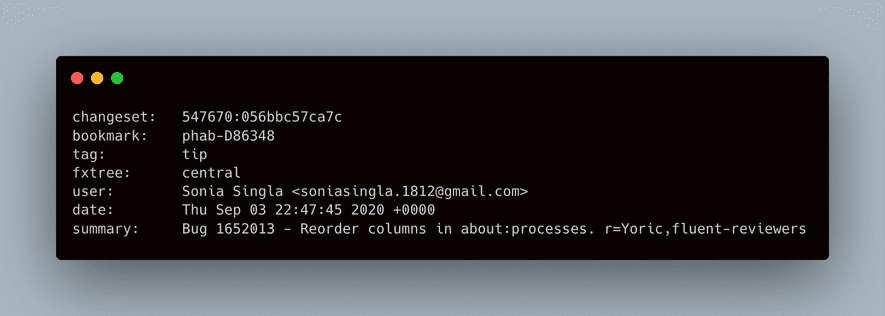 changeset: 547670:056bbc57ca7c
bookmark: phab-D86348
tag: tip
fxtree: central
user: Sonia Singla <soniasingla.1812@gmail.com>
date: Thu Sep 03 22:47:45 2020 +0000
summary: Bug 1652013 - Reorder columns in about:processes. r=Yoric,fluent-reviewers